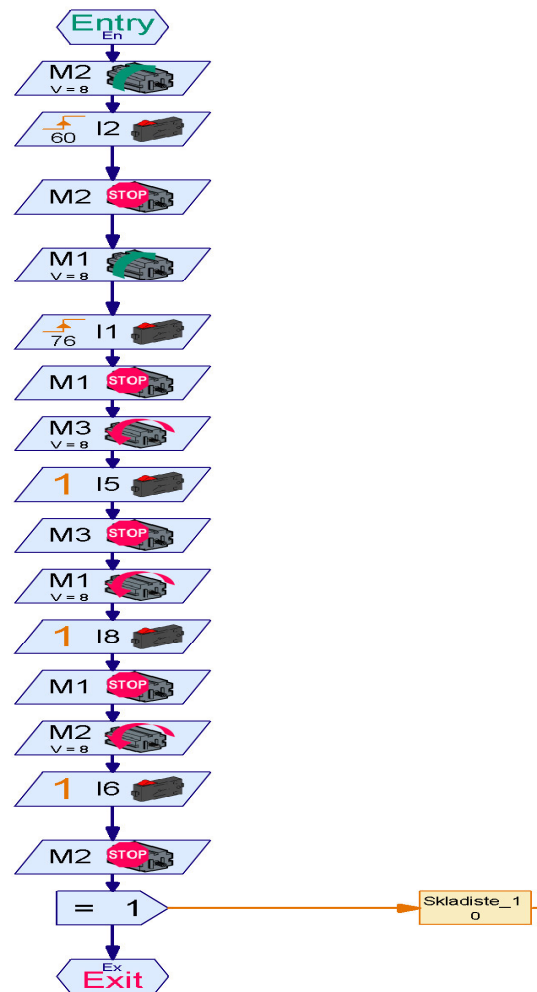 Entry
En
M2
V = 8
60 I2
M2 STOP
M1
V = 8
76 I1
M1 STOP
M3
V = 8
1 I5
M3 STOP
M1
V = 8
1 I8
M1 STOP
M2
V = 8
1 I6
M2 STOP
= 1
Skladiste_1
0
Ex
Exit